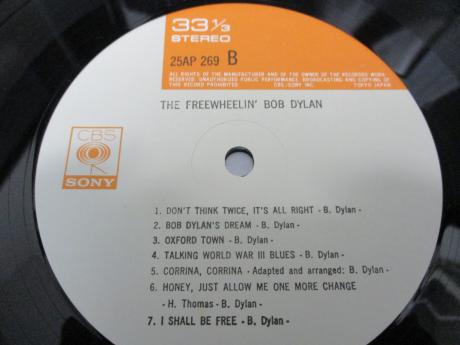 33 1/3
STEREO
25AP 269 B
ALL RIGHTS OF THE MANUFACTURER AND OF THE OWNER OF THE RECORDED WORK
RESERVED. UNAUTHORIZED PUBLIC PERFORMANCE, BROADCASTING AND COPYING OF
THIS RECORD PROHIBITED CBS/SONY INC. TOKYO JAPAN
THE FREEWHEELIN' BOB DYLAN
CBS
SONY
1. DON'T THINK TWICE, IT'S ALL RIGHT - B. Dylan -
2. BOB DYLAN'S DREAM - B. Dylan -
3. OXFORD TOWN - B. Dylan -
4. TALKING WORLD WAR III BLUES - B. Dylan -
5. CORRINA, CORRINA - Adapted and arranged: B. Dylan -
6. HONEY, JUST ALLOW ME ONE MORE CHANGE
- H. Thomas - B. Dylan -
7. I SHALL BE FREE - B. Dylan -